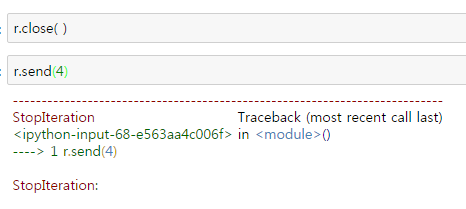 : r.close( )
: r.send(4)
---------------------------------------------------------------------------
StopIteration Traceback (most recent call last)
<ipython-input-68-e563aa4c006f> in <module>()
----> 1 r.send(4)
StopIteration: